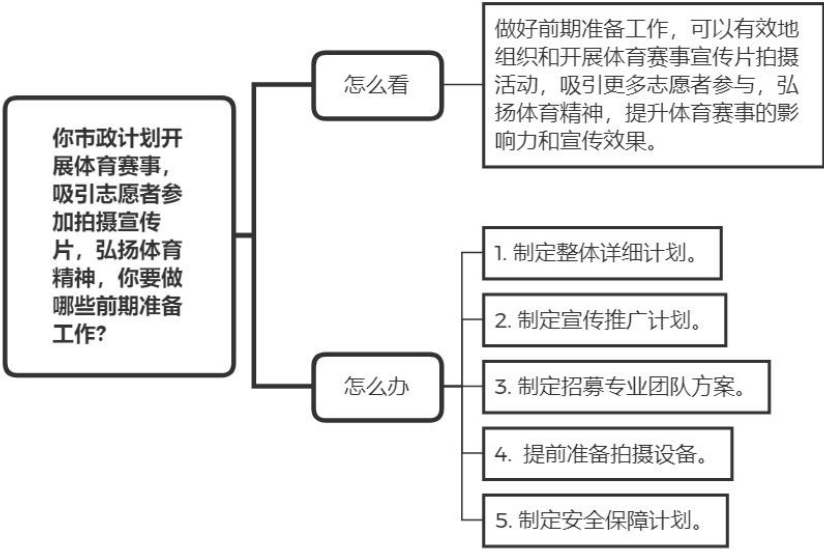 你市政计划开
展体育赛事，
吸引志愿者参
加拍摄宣传
片，弘扬体育
精神，你要做
哪些前期准备
工作？
怎么看
做好前期准备工作，可以有效地
组织和开展体育赛事宣传片拍摄
活动，吸引更多志愿者参与，弘
扬体育精神，提升体育赛事的影
响力和宣传效果。
怎么办
1. 制定整体详细计划。
2. 制定宣传推广计划。
3. 制定招募专业团队方案。
4. 提前准备拍摄设备。
5. 制定安全保障计划。